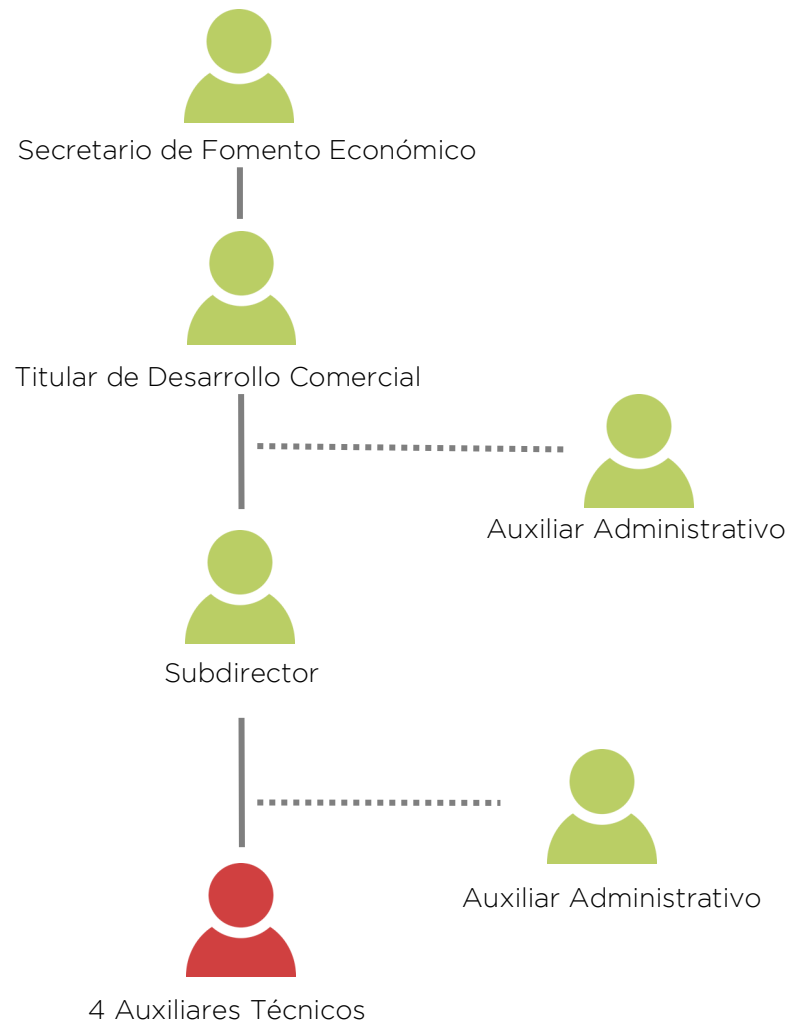 Secretario de Fomento Económico
Titular de Desarrollo Comercial
Auxiliar Administrativo
Subdirector
Auxiliar Administrativo
4 Auxiliares Técnicos